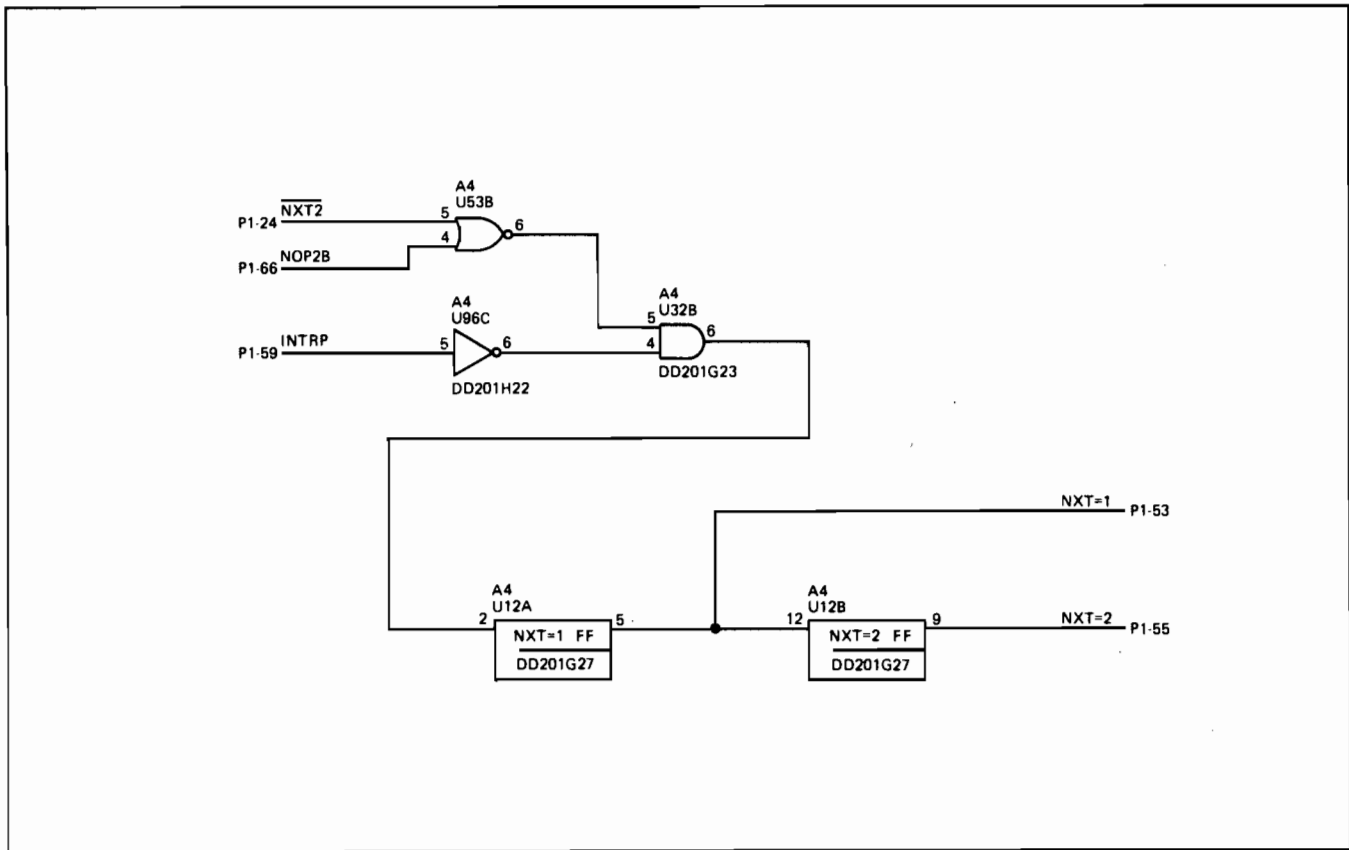 A4
U53B
P1-24 NXT2 5 6
P1-66 NOP2B 4
A4
U96C
P1-59 INTRP 5 6
DD201H22
A4
U32B
5 6
4
DD201G23
NXT=1 P1-53
A4
U12A
2 5
NXT=1 FF
DD201G27
A4
U12B
12 9
NXT=2 FF
DD201G27
NXT=2 P1-55